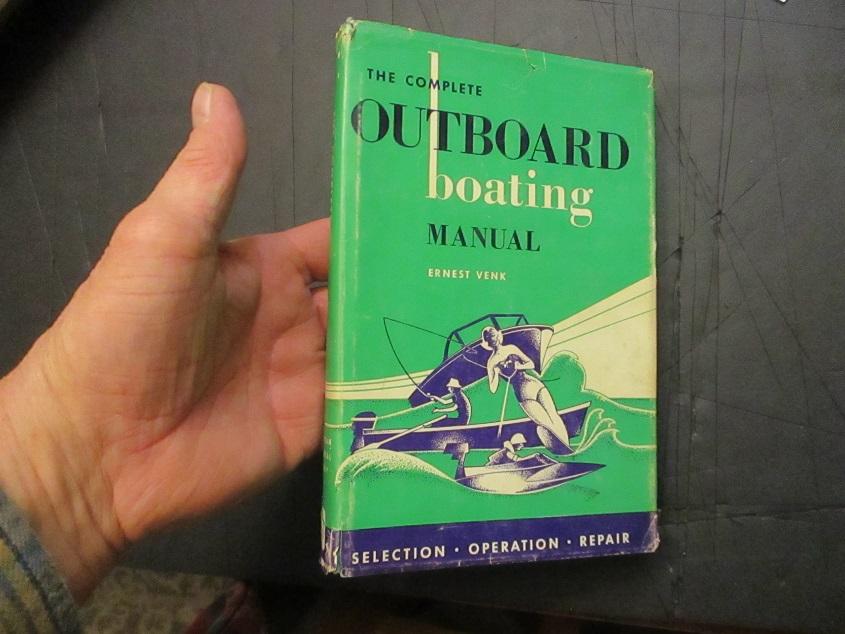 THE COMPLETE
OUTBOARD
boating
MANUAL
ERNEST VENK
SELECTION · OPERATION · REPAIR